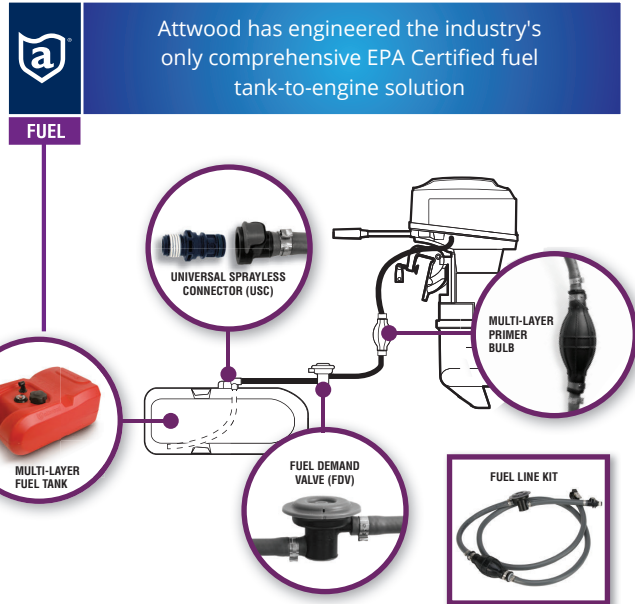 a
Attwood has engineered the industry's
only comprehensive EPA Certified fuel
tank-to-engine solution
FUEL
UNIVERSAL SPRAYLESS
CONNECTOR (USC)
MULTI-LAYER
PRIMER
BULB
MULTI-LAYER
FUEL TANK
FUEL DEMAND
VALVE (FDV)
FUEL LINE KIT